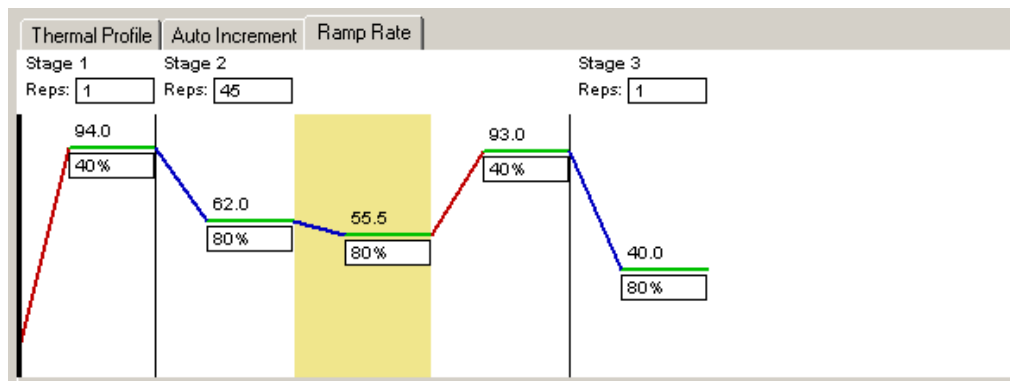 Thermal Profile Auto Increment Ramp Rate
Stage 1 Stage 2 Stage 3
Reps: 1 Reps: 45 Reps: 1
94.0 93.0
40% 40%
62.0 55.5
80% 80%
40.0
80%